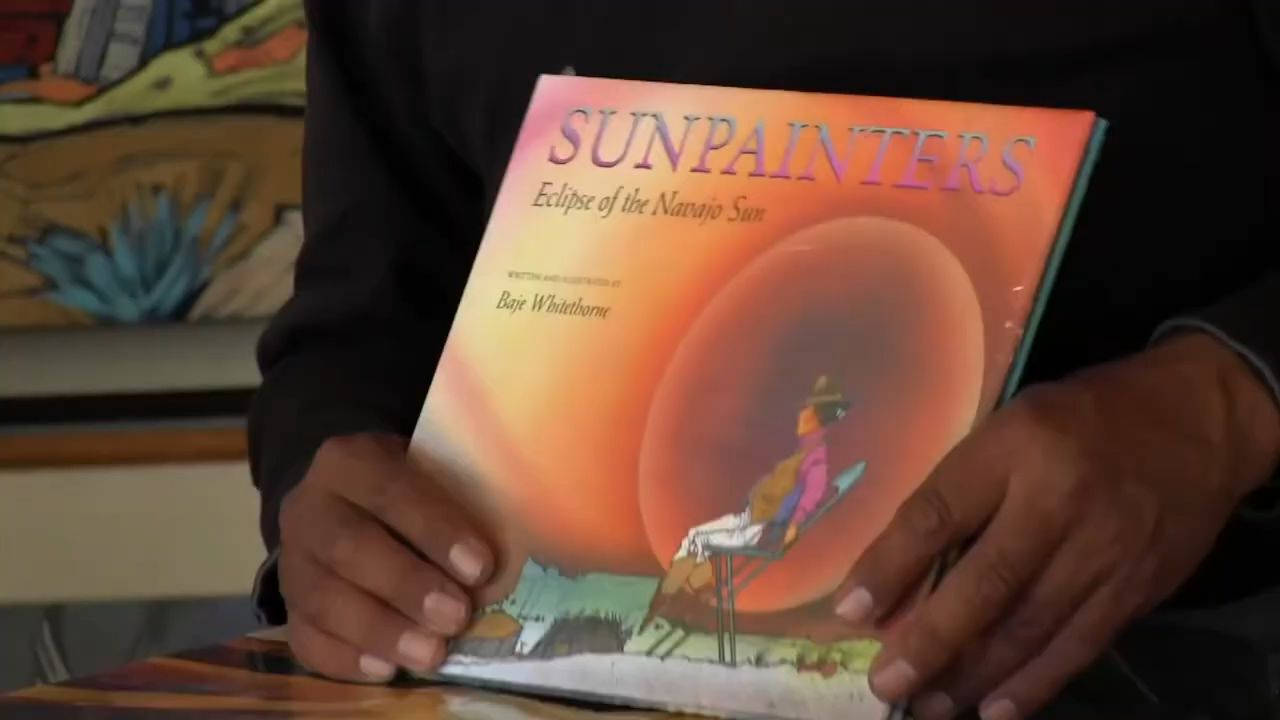 SUNPAINTERS
Eclipse of the Navajo Sun
WRITTEN AND ILLUSTRATED BY
Baje Whitethorne